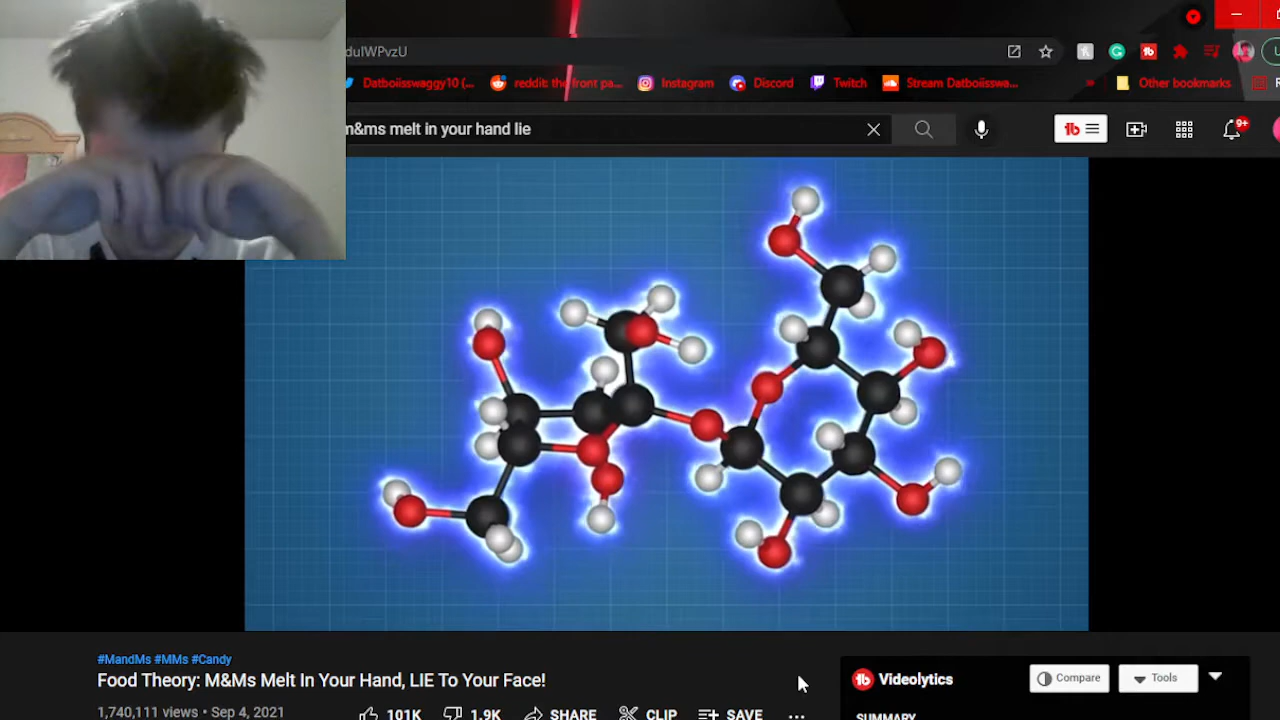 dulWPvzU
Datboiisswaggy10 (... reddit: the front pa... Instagram Discord Twitch Stream Datboiisswa... » Other bookmarks
m&ms melt in your hand lie
9+
#MandMs #MMs #Candy
Food Theory: M&Ms Melt In Your Hand, LIE To Your Face!
1,740,111 views • Sep 4, 2021 101K 1.9K SHARE CLIP SAVE ...
tb Videolytics Compare Tools
SUMMARY